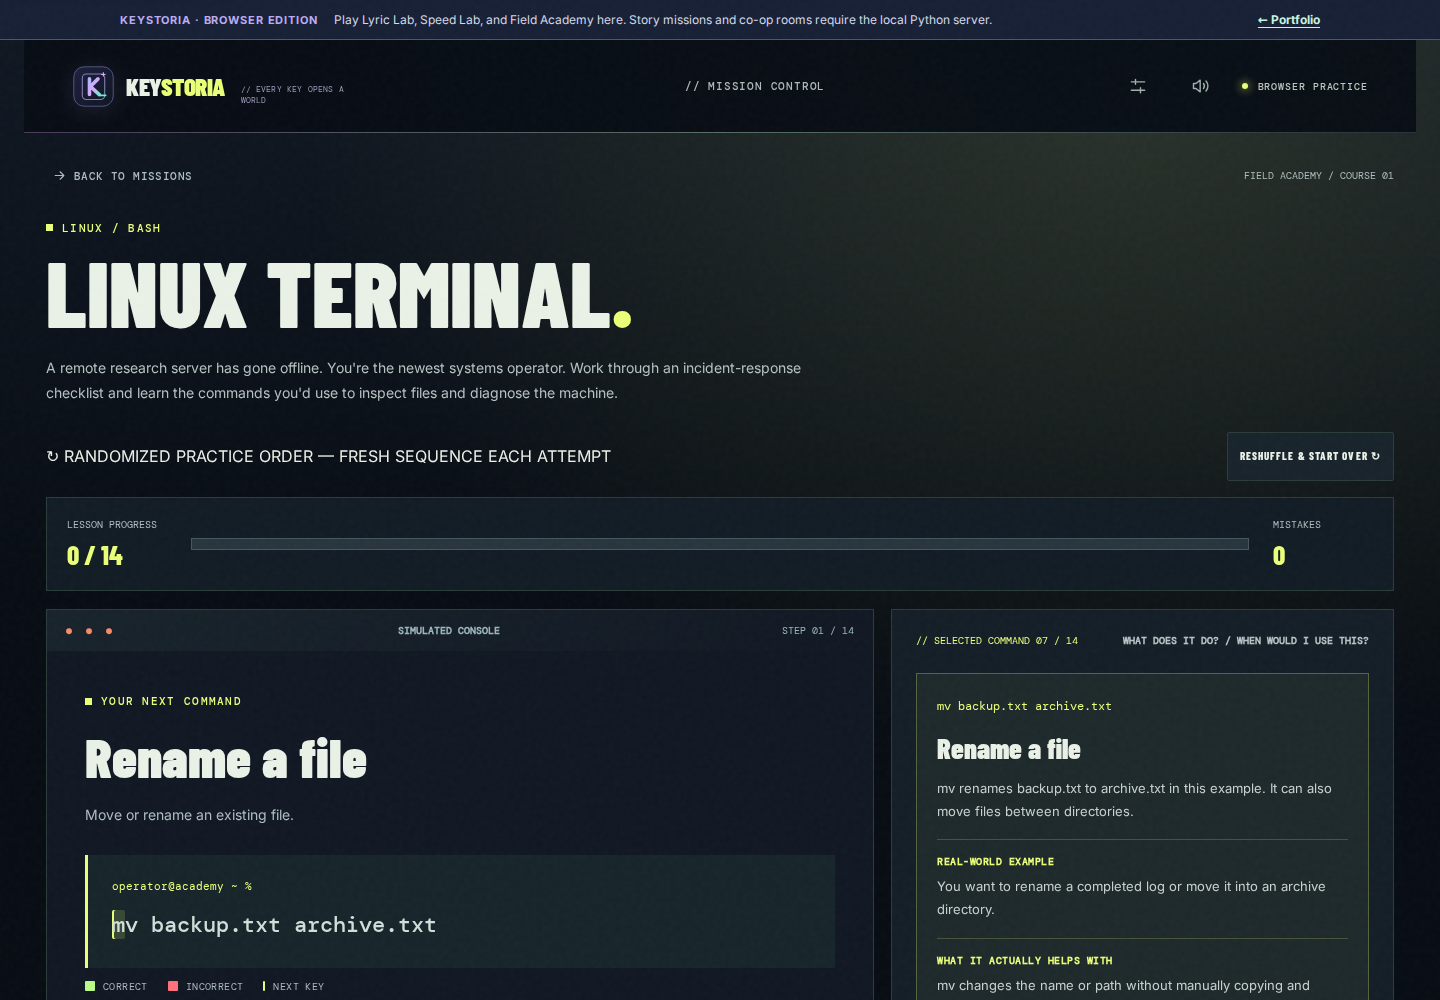 KEYSTORIA · BROWSER EDITION Play Lyric Lab, Speed Lab, and Field Academy here. Story missions and co-op rooms require the local Python server. ← Portfolio
KEYSTORIA // EVERY KEY OPENS A WORLD
// MISSION CONTROL
BROWSER PRACTICE
→ BACK TO MISSIONS
FIELD ACADEMY / COURSE 01
LINUX / BASH
LINUX TERMINAL.
A remote research server has gone offline. You're the newest systems operator. Work through an incident-response
checklist and learn the commands you'd use to inspect files and diagnose the machine.
↻ RANDOMIZED PRACTICE ORDER — FRESH SEQUENCE EACH ATTEMPT
RESHUFFLE & START OVER ↻
LESSON PROGRESS
0 / 14
MISTAKES
0
SIMULATED CONSOLE
STEP 01 / 14
YOUR NEXT COMMAND
Rename a file
Move or rename an existing file.
operator@academy ~ %
mv backup.txt archive.txt
CORRECT INCORRECT NEXT KEY
// SELECTED COMMAND 07 / 14
WHAT DOES IT DO? / WHEN WOULD I USE THIS?
mv backup.txt archive.txt
Rename a file
mv renames backup.txt to archive.txt in this example. It can also
move files between directories.
REAL-WORLD EXAMPLE
You want to rename a completed log or move it into an archive
directory.
WHAT IT ACTUALLY HELPS WITH
mv changes the name or path without manually copying and